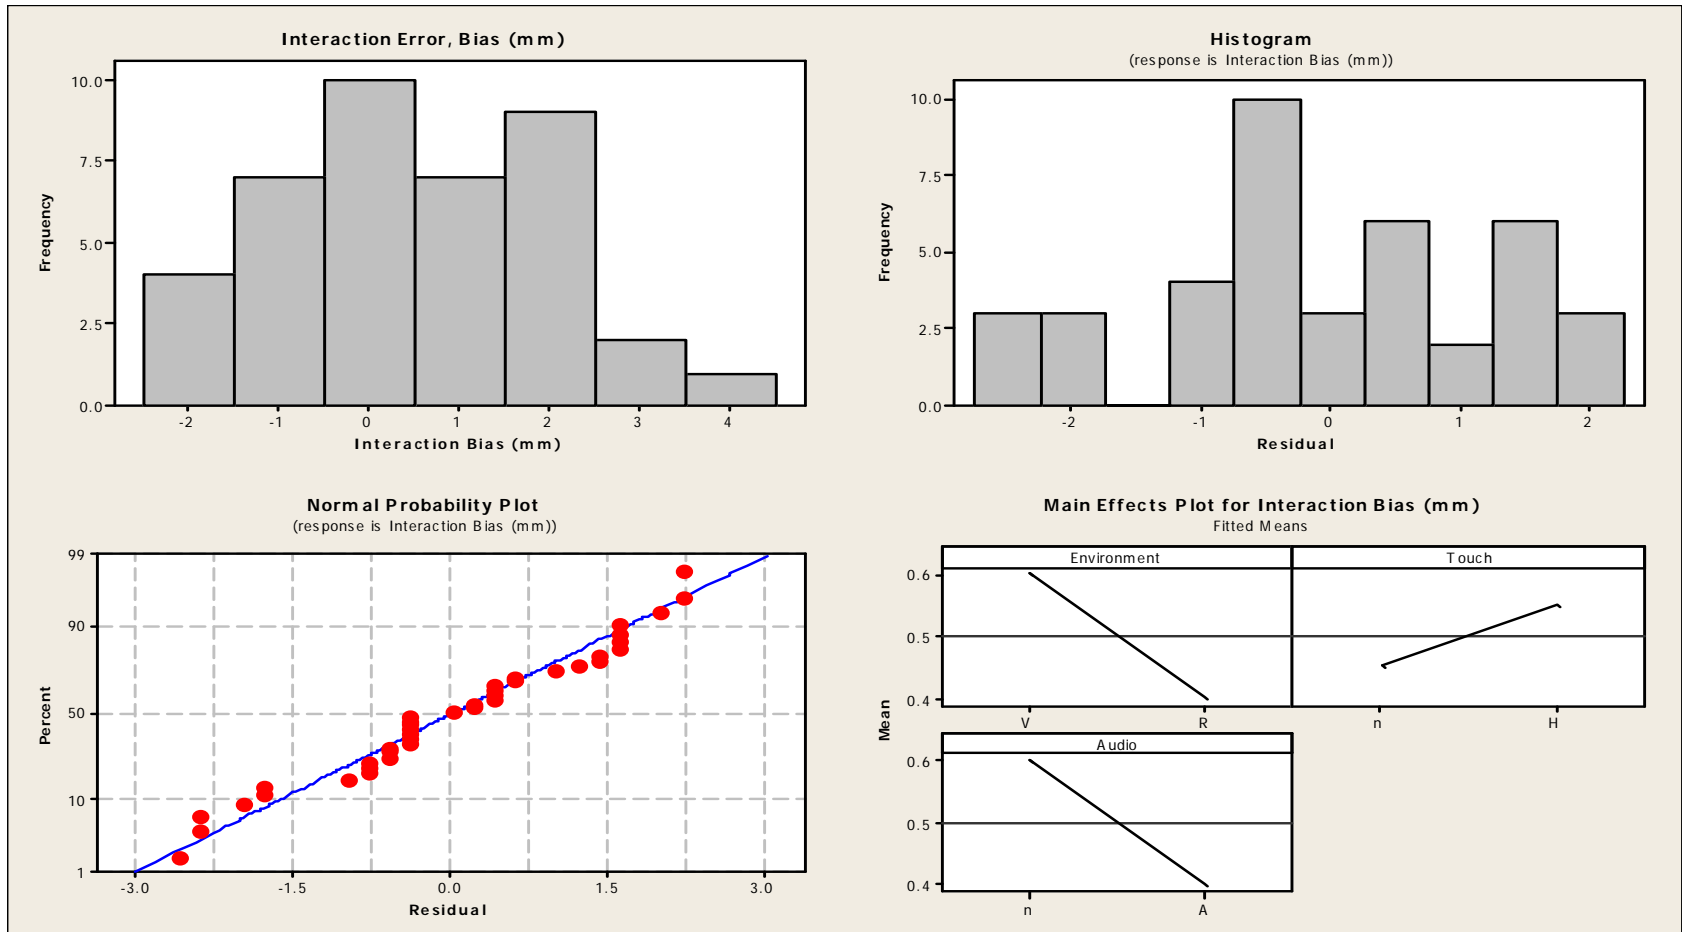 Interaction Error, Bias (mm)
10.0
7.5
5.0
2.5
0.0
Frequency
-2 -1 0 1 2 3 4
Interaction Bias (mm)
Histogram
(response is Interaction Bias (mm))
10.0
7.5
5.0
2.5
0.0
Frequency
-2 -1 0 1 2
Residual
Normal Probability Plot
(response is Interaction Bias (mm))
99
90
50
10
1
Percent
-3.0 -1.5 0.0 1.5 3.0
Residual
Main Effects Plot for Interaction Bias (mm)
Fitted Means
Environment Touch
0.6
0.5
0.4
V R n H
Mean
Audio
0.6
0.5
0.4
n A